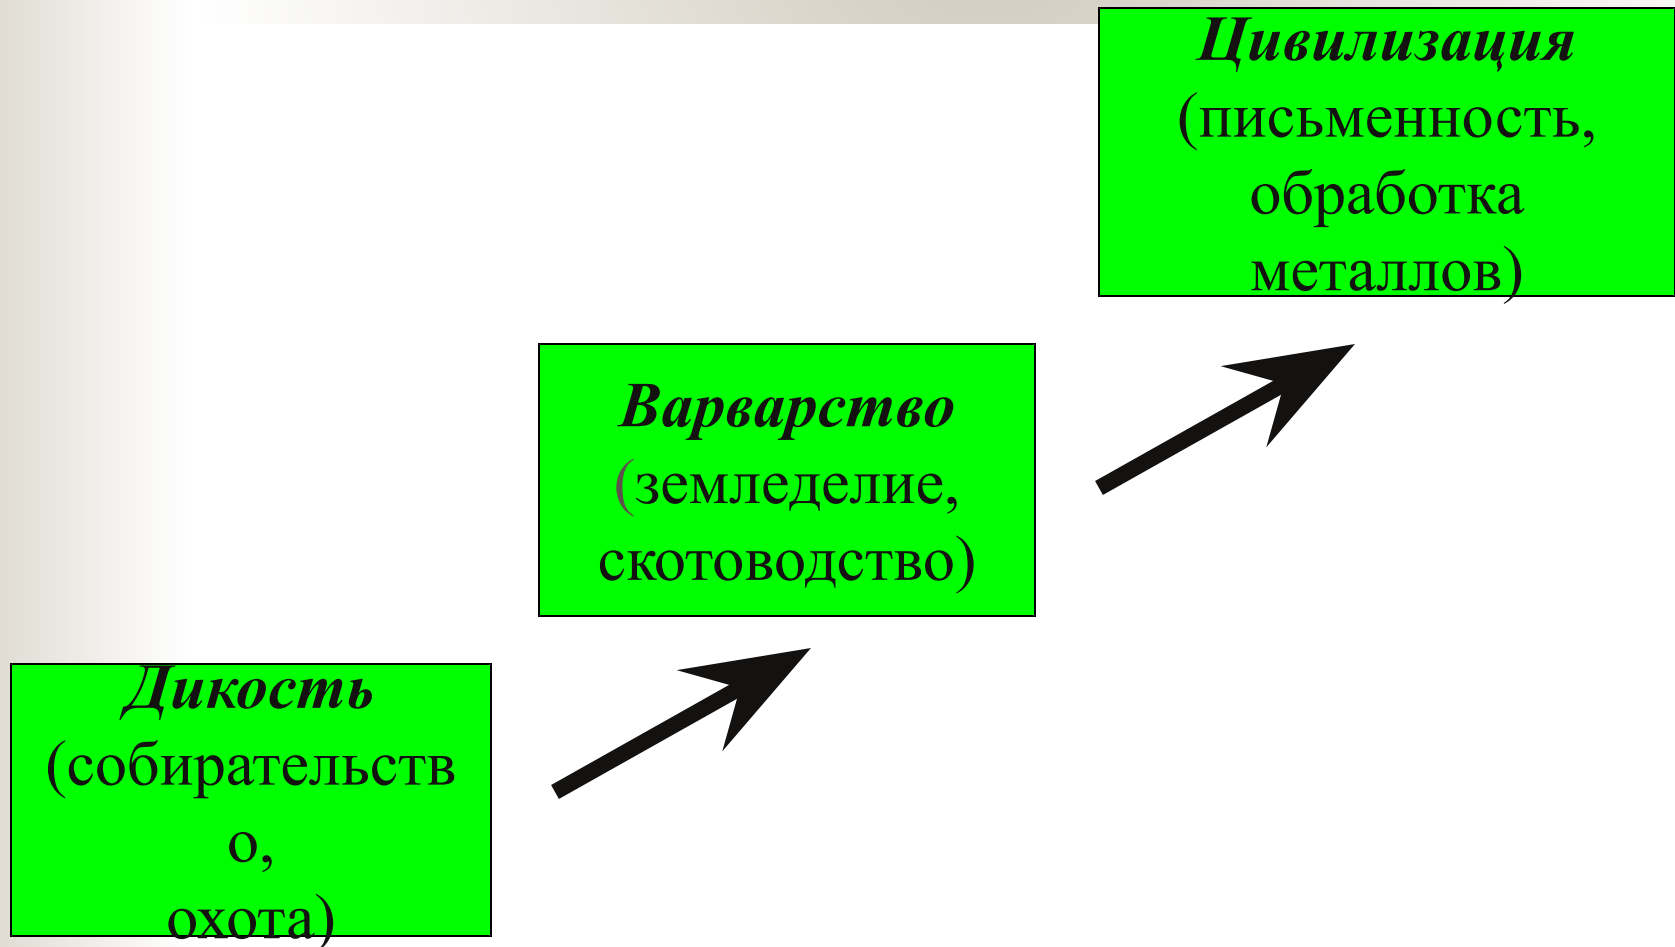 Цивилизация
(письменность,
обработка
металлов)
Варварство
(земледелие,
скотоводство)
Дикость
(собирательств
о,
охота)